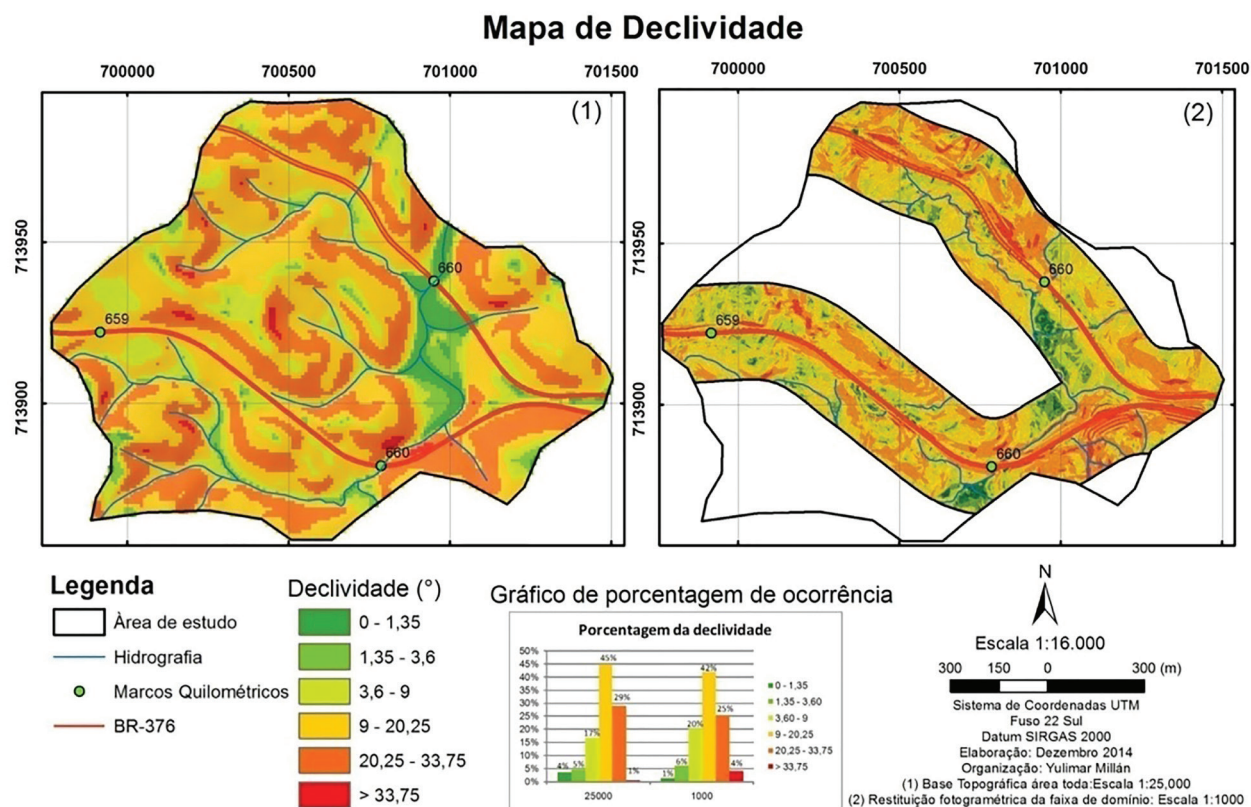 Mapa de Declividade
700000 700500 701000 701500
700000 700500 701000 701500
(1)
(2)
713950
713900
713950
713900
660
659
660
660
659
660
Legenda
Àrea de estudo
Hidrografia
Marcos Quilométricos
BR-376
Declividade (°)
0 - 1,35
1,35 - 3,6
3,6 - 9
9 - 20,25
20,25 - 33,75
> 33,75
Gráfico de porcentagem de ocorrência
Porcentagem da declividade
50%
45%
40%
35%
30%
25%
20%
15%
10%
5%
0%
4% 5% 17% 45% 29% 1%
1% 6% 20% 42% 25% 4%
25000 1000
0 - 1,35
1,35 - 3,60
3,60 - 9
9 - 20,25
20,25 - 33,75
> 33,75
N
Escala 1:16.000
300 150 0 300 (m)
Sistema de Coordenadas UTM
Fuso 22 Sul
Datum SIRGAS 2000
Elaboração: Dezembro 2014
Organização: Yulimar Millán
(1) Base Topográfica área toda:Escala 1:25,000
(2) Restituição fotogramétrica da faixa de domínio: Escala 1:1000